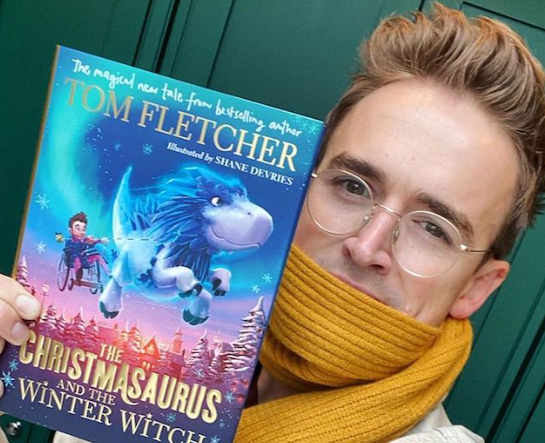 The magical new tale from bestselling author
TOM FLETCHER
Illustrated by SHANE DEVRIES
THE
CHRISTMASAURUS
AND THE
WINTER WITCH